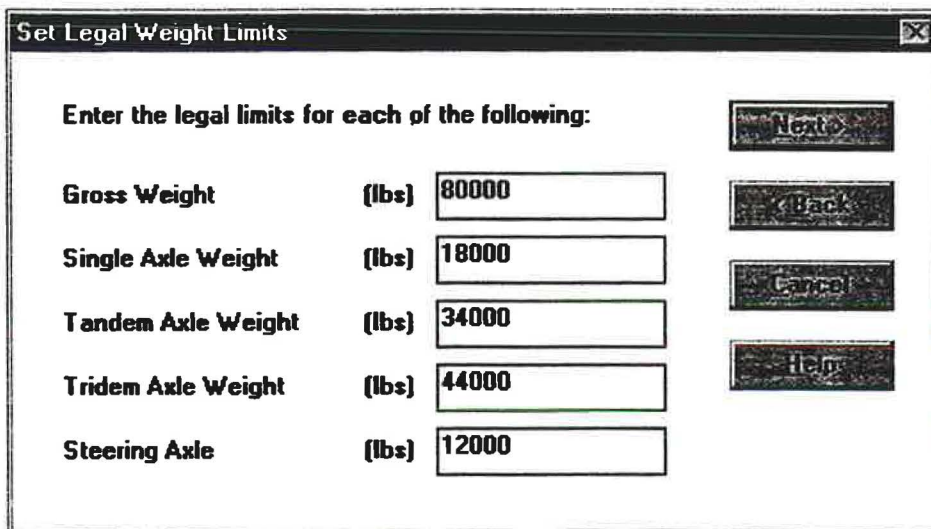 Set Legal Weight Limits
Enter the legal limits for each of the following:
Next >
Gross Weight (lbs) 80000
< Back
Single Axle Weight (lbs) 18000
Cancel
Tandem Axle Weight (lbs) 34000
Help
Tridem Axle Weight (lbs) 44000
Steering Axle (lbs) 12000